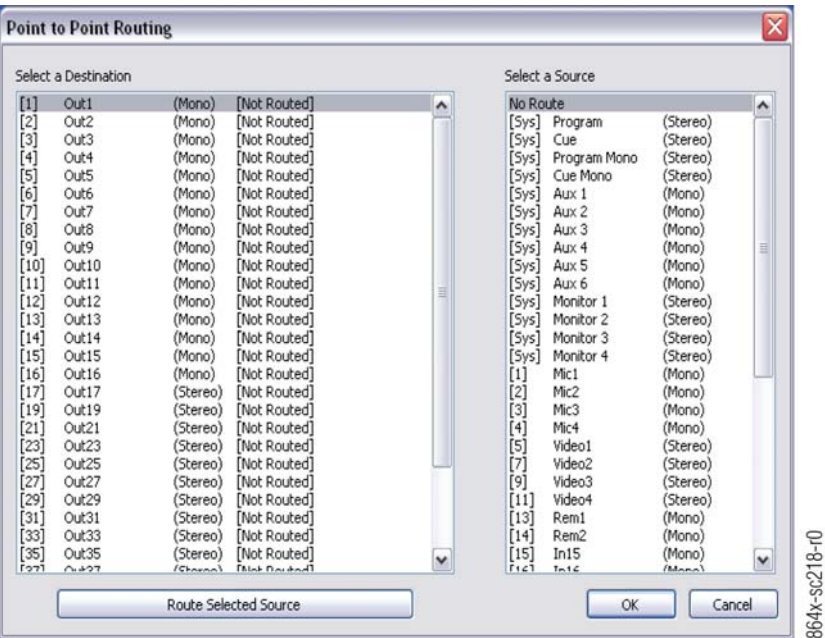 Point to Point Routing
Select a Destination
[1] Out1 (Mono) [Not Routed]
[2] Out2 (Mono) [Not Routed]
[3] Out3 (Mono) [Not Routed]
[4] Out4 (Mono) [Not Routed]
[5] Out5 (Mono) [Not Routed]
[6] Out6 (Mono) [Not Routed]
[7] Out7 (Mono) [Not Routed]
[8] Out8 (Mono) [Not Routed]
[9] Out9 (Mono) [Not Routed]
[10] Out10 (Mono) [Not Routed]
[11] Out11 (Mono) [Not Routed]
[12] Out12 (Mono) [Not Routed]
[13] Out13 (Mono) [Not Routed]
[14] Out14 (Mono) [Not Routed]
[15] Out15 (Mono) [Not Routed]
[16] Out16 (Mono) [Not Routed]
[17] Out17 (Stereo) [Not Routed]
[19] Out19 (Stereo) [Not Routed]
[21] Out21 (Stereo) [Not Routed]
[23] Out23 (Stereo) [Not Routed]
[25] Out25 (Stereo) [Not Routed]
[27] Out27 (Stereo) [Not Routed]
[29] Out29 (Stereo) [Not Routed]
[31] Out31 (Stereo) [Not Routed]
[33] Out33 (Stereo) [Not Routed]
[35] Out35 (Stereo) [Not Routed]
[37] Out37 (Stereo) [Not Routed]
Route Selected Source
Select a Source
No Route
[Sys] Program (Stereo)
[Sys] Cue (Stereo)
[Sys] Program Mono (Stereo)
[Sys] Cue Mono (Stereo)
[Sys] Aux 1 (Mono)
[Sys] Aux 2 (Mono)
[Sys] Aux 3 (Mono)
[Sys] Aux 4 (Mono)
[Sys] Aux 5 (Mono)
[Sys] Aux 6 (Mono)
[Sys] Monitor 1 (Stereo)
[Sys] Monitor 2 (Stereo)
[Sys] Monitor 3 (Stereo)
[Sys] Monitor 4 (Stereo)
[1] Mic1 (Mono)
[2] Mic2 (Mono)
[3] Mic3 (Mono)
[4] Mic4 (Mono)
[5] Video1 (Stereo)
[7] Video2 (Stereo)
[9] Video3 (Stereo)
[11] Video4 (Stereo)
[13] Rem1 (Mono)
[14] Rem2 (Mono)
[15] In15 (Mono)
[16] In16 (Mono)
OK
Cancel
864x-sc218-r0